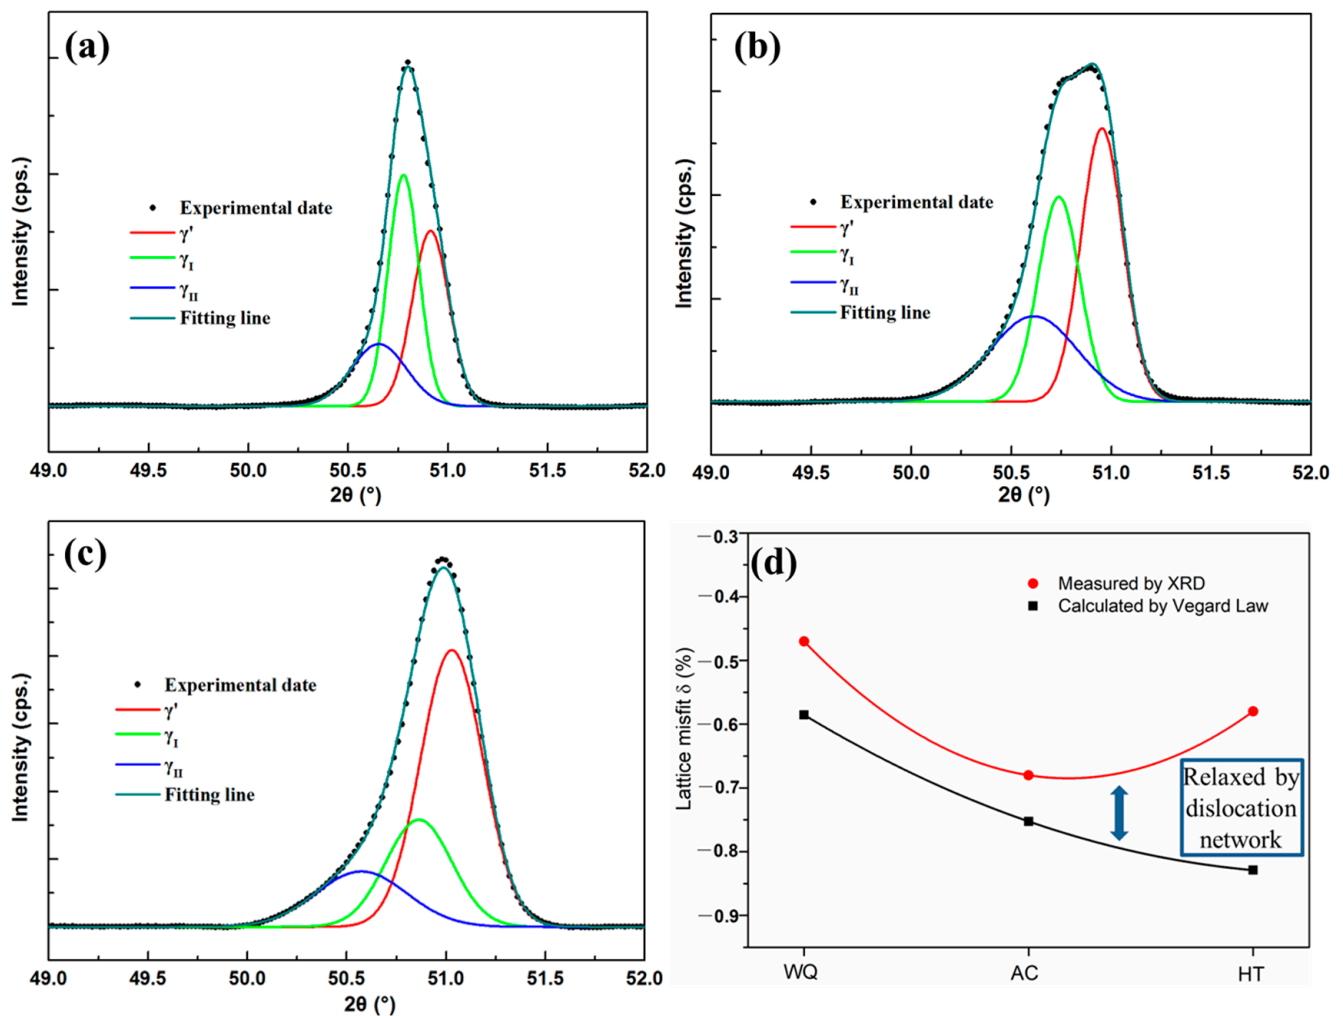 (a)
Intensity (cps.)
Experimental date
γ'
γI
γII
Fitting line
49.0 49.5 50.0 50.5 51.0 51.5 52.0
2θ (°)
(b)
Intensity (cps.)
Experimental date
γ'
γI
γII
Fitting line
49.0 49.5 50.0 50.5 51.0 51.5 52.0
2θ (°)
(c)
Intensity (cps.)
Experimental date
γ'
γI
γII
Fitting line
49.0 49.5 50.0 50.5 51.0 51.5 52.0
2θ (°)
(d)
Lattice misfit δ (%)
−0.3
−0.4
−0.5
−0.6
−0.7
−0.8
−0.9
Measured by XRD
Calculated by Vegard Law
Relaxed by
dislocation
network
WQ AC HT